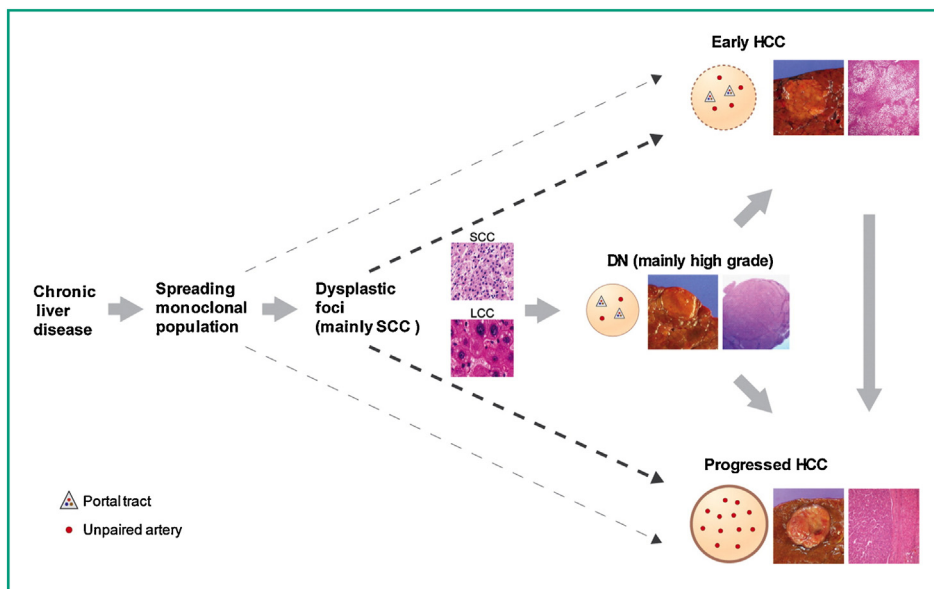 Early HCC
SCC
DN (mainly high grade)
Chronic
liver
disease
Spreading
monoclonal
population
Dysplastic
foci
(mainly SCC )
LCC
Progressed HCC
Portal tract
Unpaired artery